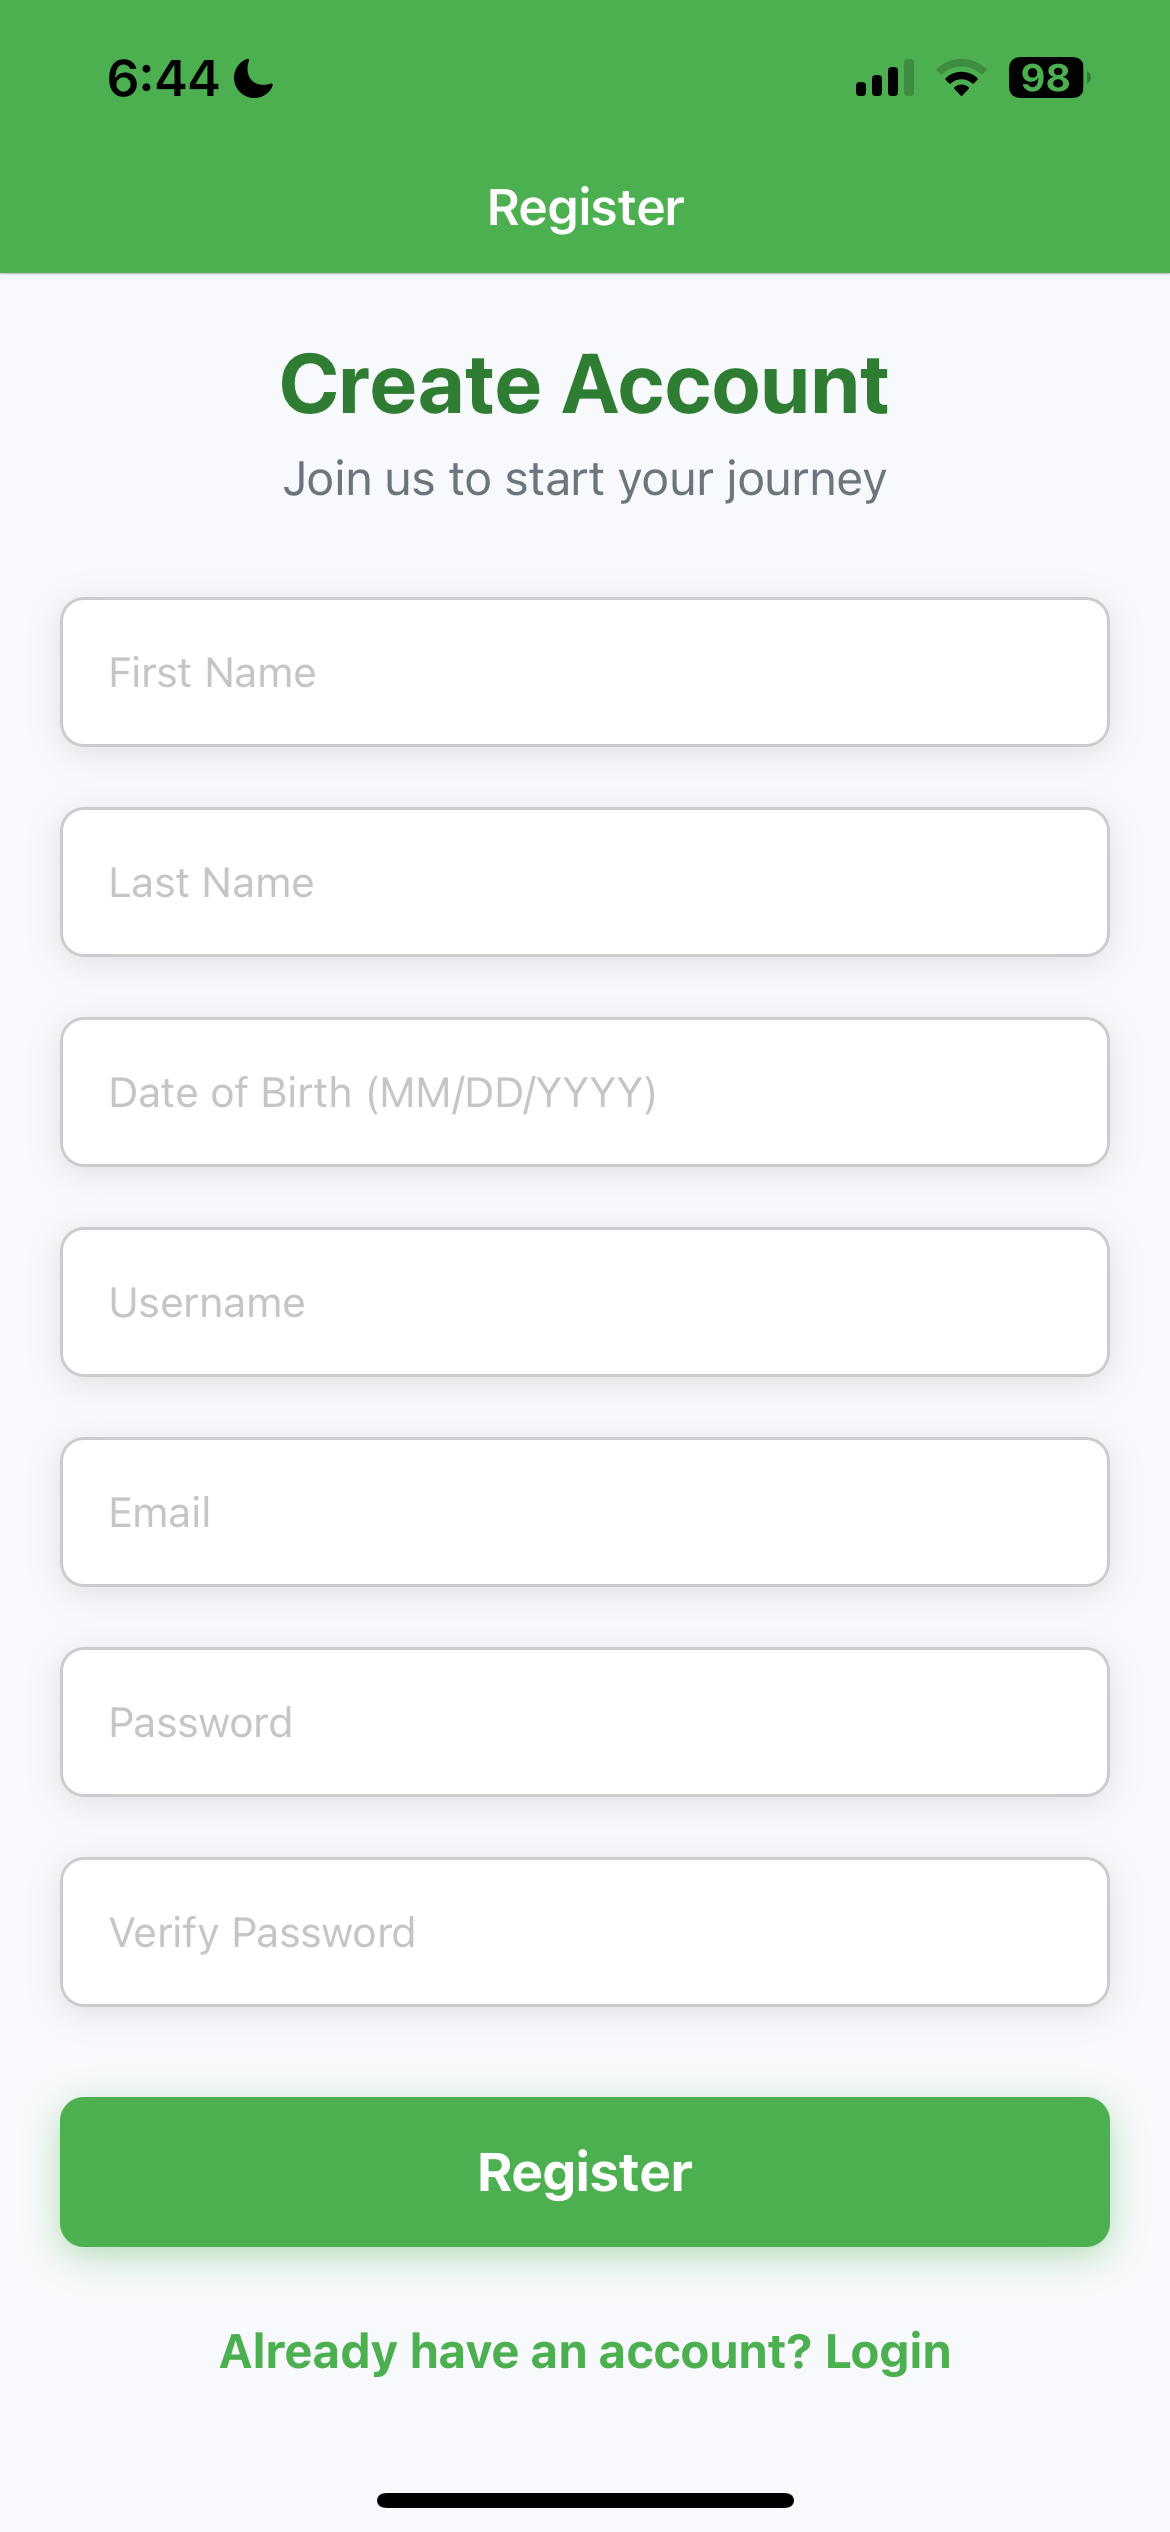 6:44
98
Register
Create Account
Join us to start your journey
First Name
Last Name
Date of Birth (MM/DD/YYYY)
Username
Email
Password
Verify Password
Register
Already have an account? Login